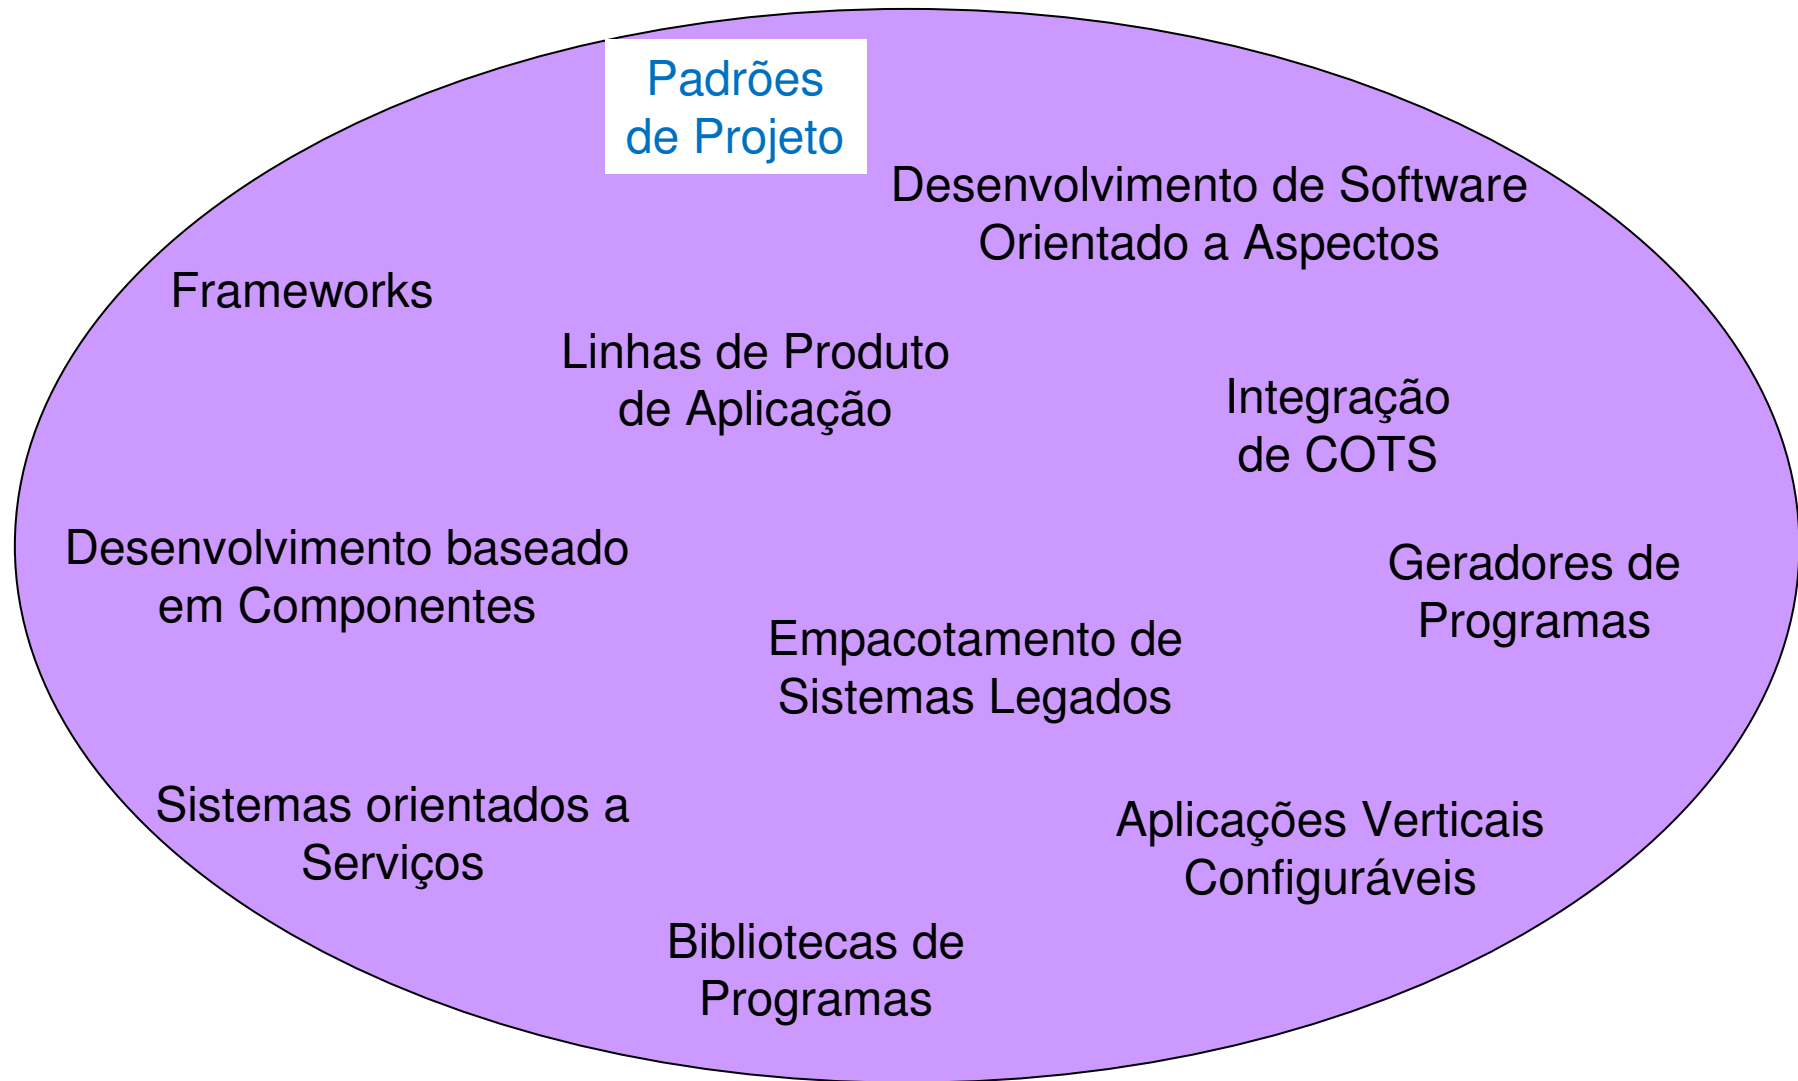 Padrões
de Projeto
Desenvolvimento de Software
Orientado a Aspectos
Frameworks
Linhas de Produto
de Aplicação
Integração
de COTS
Desenvolvimento baseado
em Componentes
Geradores de
Programas
Empacotamento de
Sistemas Legados
Sistemas orientados a
Serviços
Aplicações Verticais
Configuráveis
Bibliotecas de
Programas